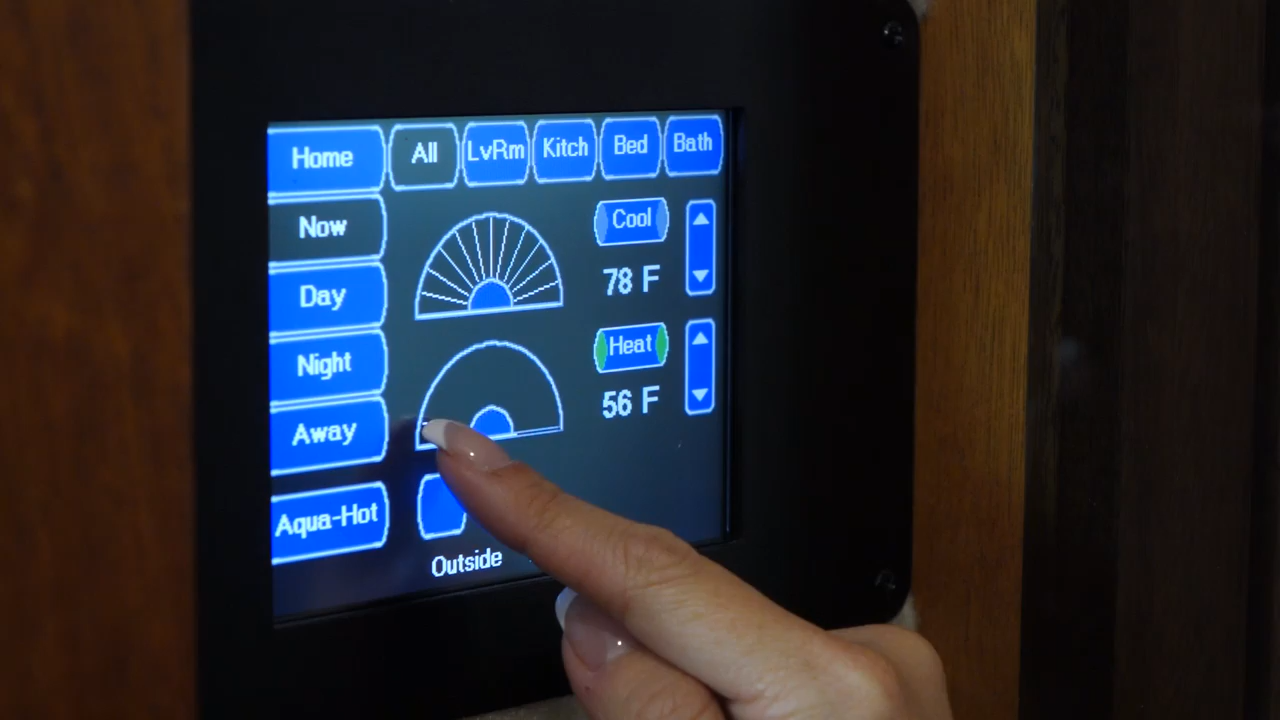 Home
All
LvRm
Kitch
Bed
Bath
Now
Cool
Day
78 F
Night
Heat
Away
56 F
Aqua-Hot
Outside